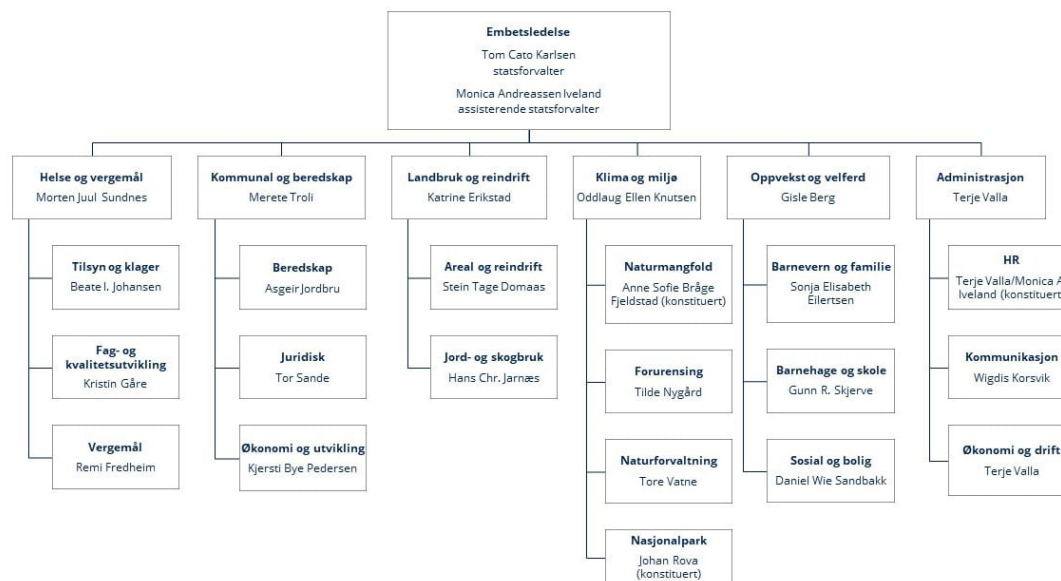 Embetsledelse
Tom Cato Karlsen
statsforvalter
Monica Andreassen Iveland
assisterende statsforvalter
Helse og vergemål
Morten Juul Sundnes
Kommunal og beredskap
Merete Troli
Landbruk og reindrift
Katrine Erikstad
Klima og miljø
Oddlaug Ellen Knutsen
Oppvekst og velferd
Gisle Berg
Administrasjon
Terje Valla
Tilsyn og klager
Beate I. Johansen
Fag- og
kvalitetsutvikling
Kristin Gåre
Vergemål
Remi Fredheim
Beredskap
Asgeir Jordbru
Juridisk
Tor Sande
Økonomi og utvikling
Kjersti Bye Pedersen
Areal og reindrift
Stein Tage Domaas
Jord- og skogbruk
Hans Chr. Jarnæs
Naturmangfold
Anne Sofie Bråge
Fjeldstad (konstituert)
Forurensing
Tilde Nygård
Naturforvaltning
Tore Vatne
Nasjonalpark
Johan Rova
(konstituert)
Barnevern og familie
Sonja Elisabeth
Eilertsen
Barnehage og skole
Gunn R. Skjerve
Sosial og bolig
Daniel Wie Sandbakk
HR
Terje Valla/Monica A
Iveland (konstituert
Kommunikasjon
Wigdis Korsvik
Økonomi og drift
Terje Valla